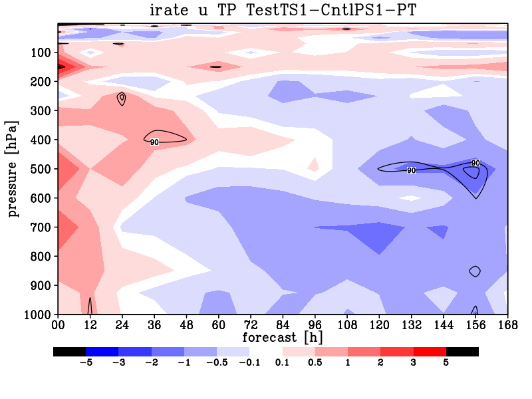 irate u TP TestTS1-CntlPS1-PT
pressure [hPa]
100
200
300
400
500
600
700
800
900
1000
90
90
90
00 12 24 36 48 60 72 84 96 108 120 132 144 156 168
forecast [h]
-5 -3 -2 -1 -0.5 -0.1 0.1 0.5 1 2 3 5